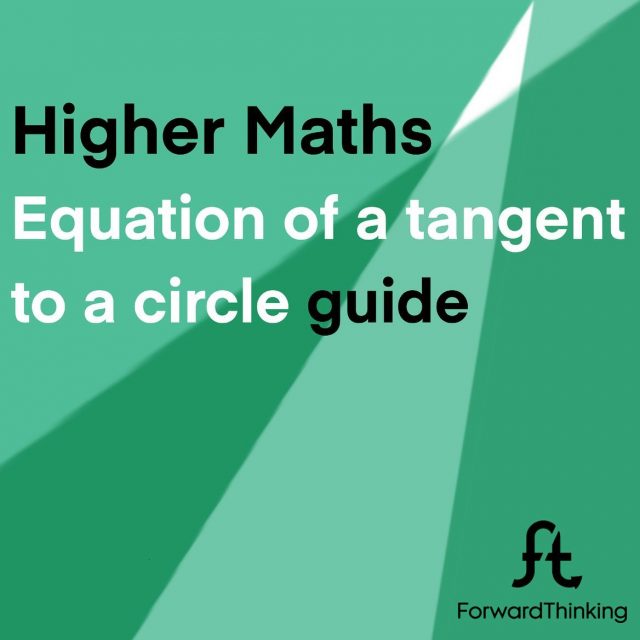 Higher Maths
Equation of a tangent
to a circle guide
ft
ForwardThinking